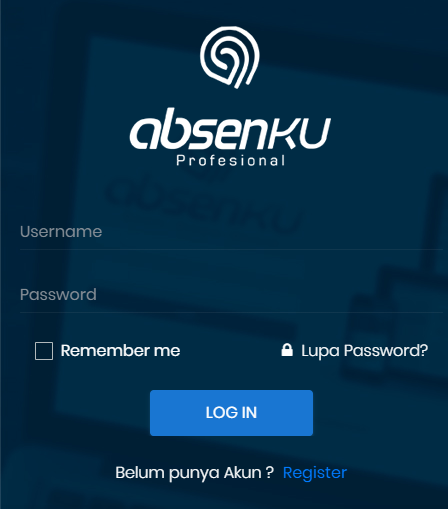 absenku
Profesional
Username
Password
Remember me
Lupa Password?
LOG IN
Belum punya Akun ? Register